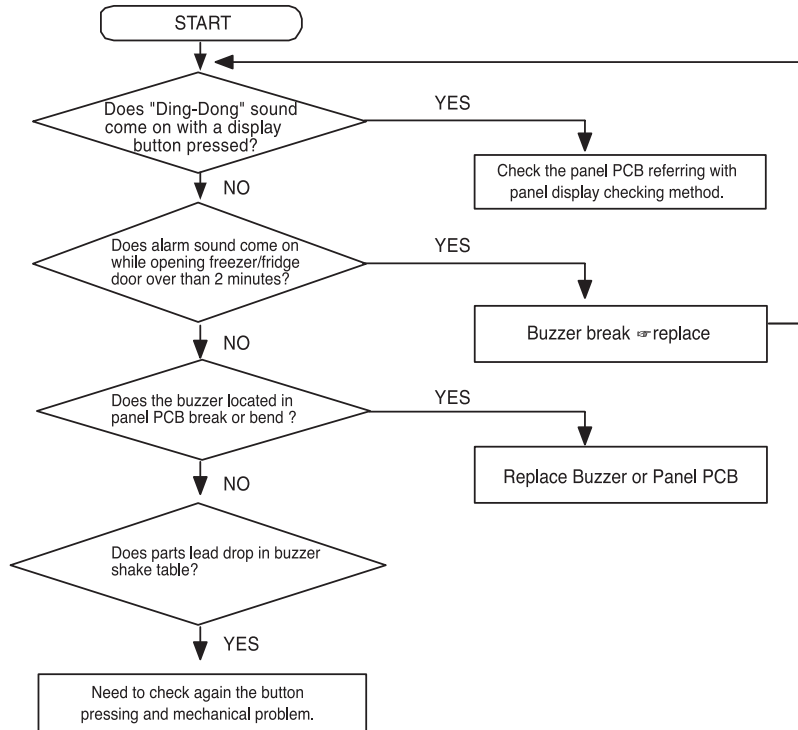 START
Does "Ding-Dong" sound
come on with a display
button pressed?
YES
Check the panel PCB referring with
panel display checking method.
NO
Does alarm sound come on
while opening freezer/fridge
door over than 2 minutes?
YES
Buzzer break ☞replace
NO
Does the buzzer located in
panel PCB break or bend ?
YES
Replace Buzzer or Panel PCB
NO
Does parts lead drop in buzzer
shake table?
YES
Need to check again the button
pressing and mechanical problem.